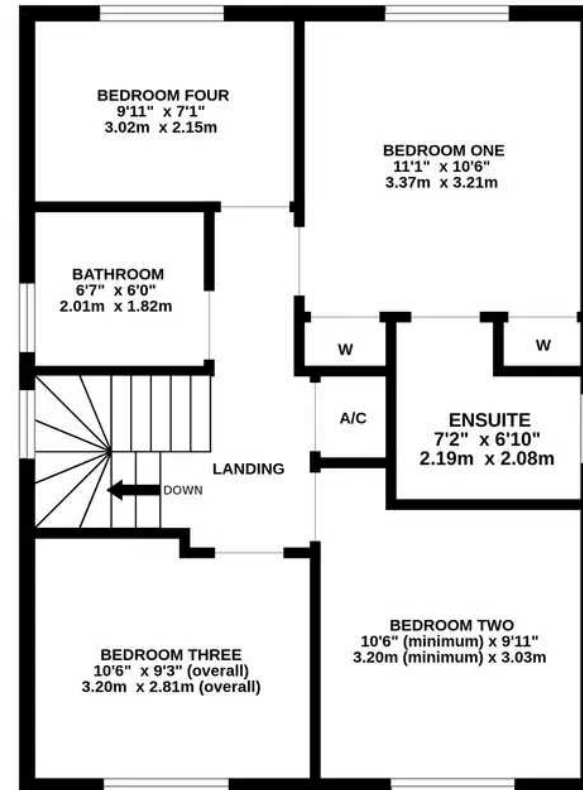 BEDROOM FOUR
9'11" x 7'1"
3.02m x 2.15m
BEDROOM ONE
11'1" x 10'6"
3.37m x 3.21m
BATHROOM
6'7" x 6'0"
2.01m x 1.82m
W
W
A/C
ENSUITE
7'2" x 6'10"
2.19m x 2.08m
LANDING
DOWN
BEDROOM THREE
10'6" x 9'3" (overall)
3.20m x 2.81m (overall)
BEDROOM TWO
10'6" (minimum) x 9'11"
3.20m (minimum) x 3.03m